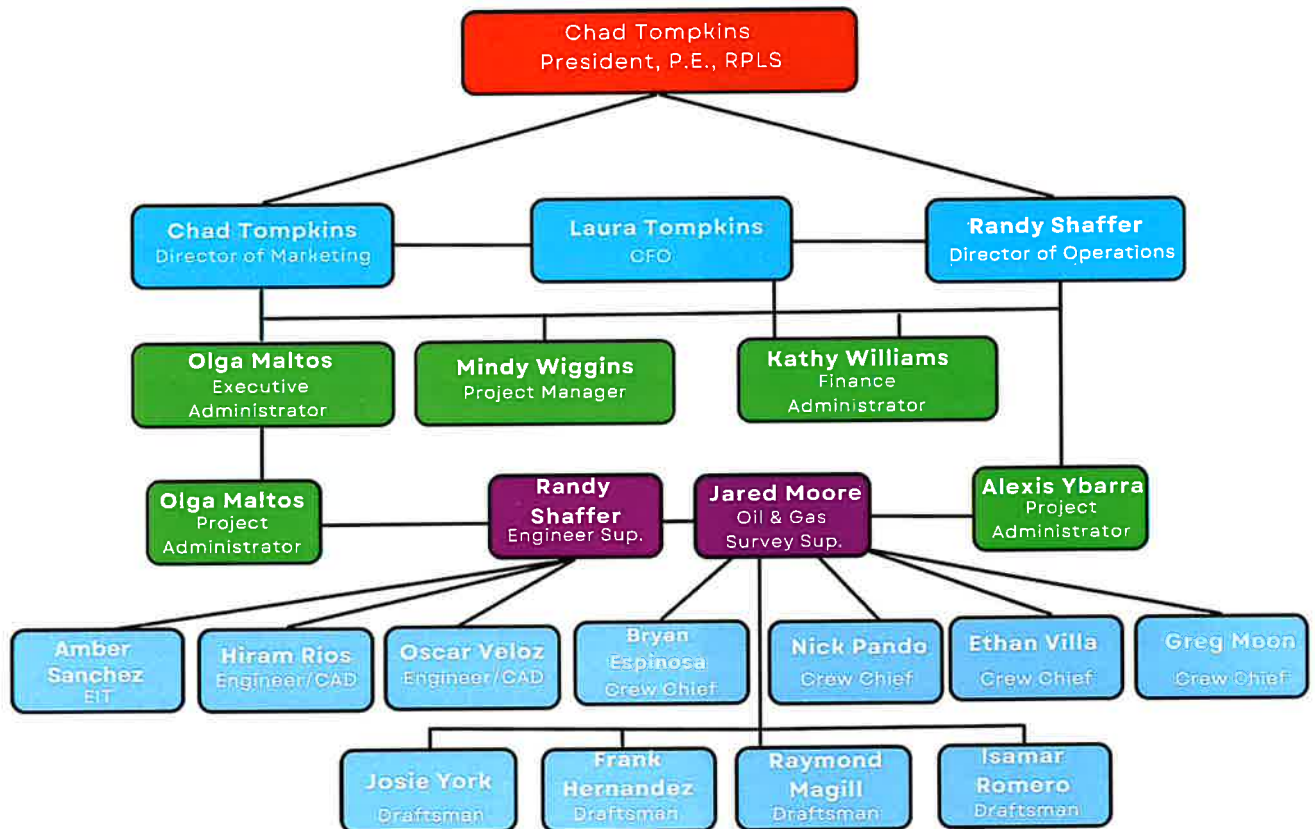 Chad Tompkins
President, P.E., RPLS
Chad Tompkins
Director of Marketing
Laura Tompkins
CFO
Randy Shaffer
Director of Operations
Olga Maltos
Executive
Administrator
Mindy Wiggins
Project Manager
Kathy Williams
Finance
Administrator
Olga Maltos
Project
Administrator
Randy
Shaffer
Engineer Sup.
Jared Moore
Oil & Gas
Survey Sup.
Alexis Ybarra
Project
Administrator
Amber
Sanchez
EIT
Hiram Rios
Engineer/CAD
Oscar Veloz
Engineer/CAD
Bryan
Espinosa
Crew Chief
Nick Pando
Crew Chief
Ethan Villa
Crew Chief
Greg Moon
Crew Chief
Josie York
Draftsman
Frank
Hernandez
Draftsman
Raymond
Magill
Draftsman
Isamar
Romero
Draftsman